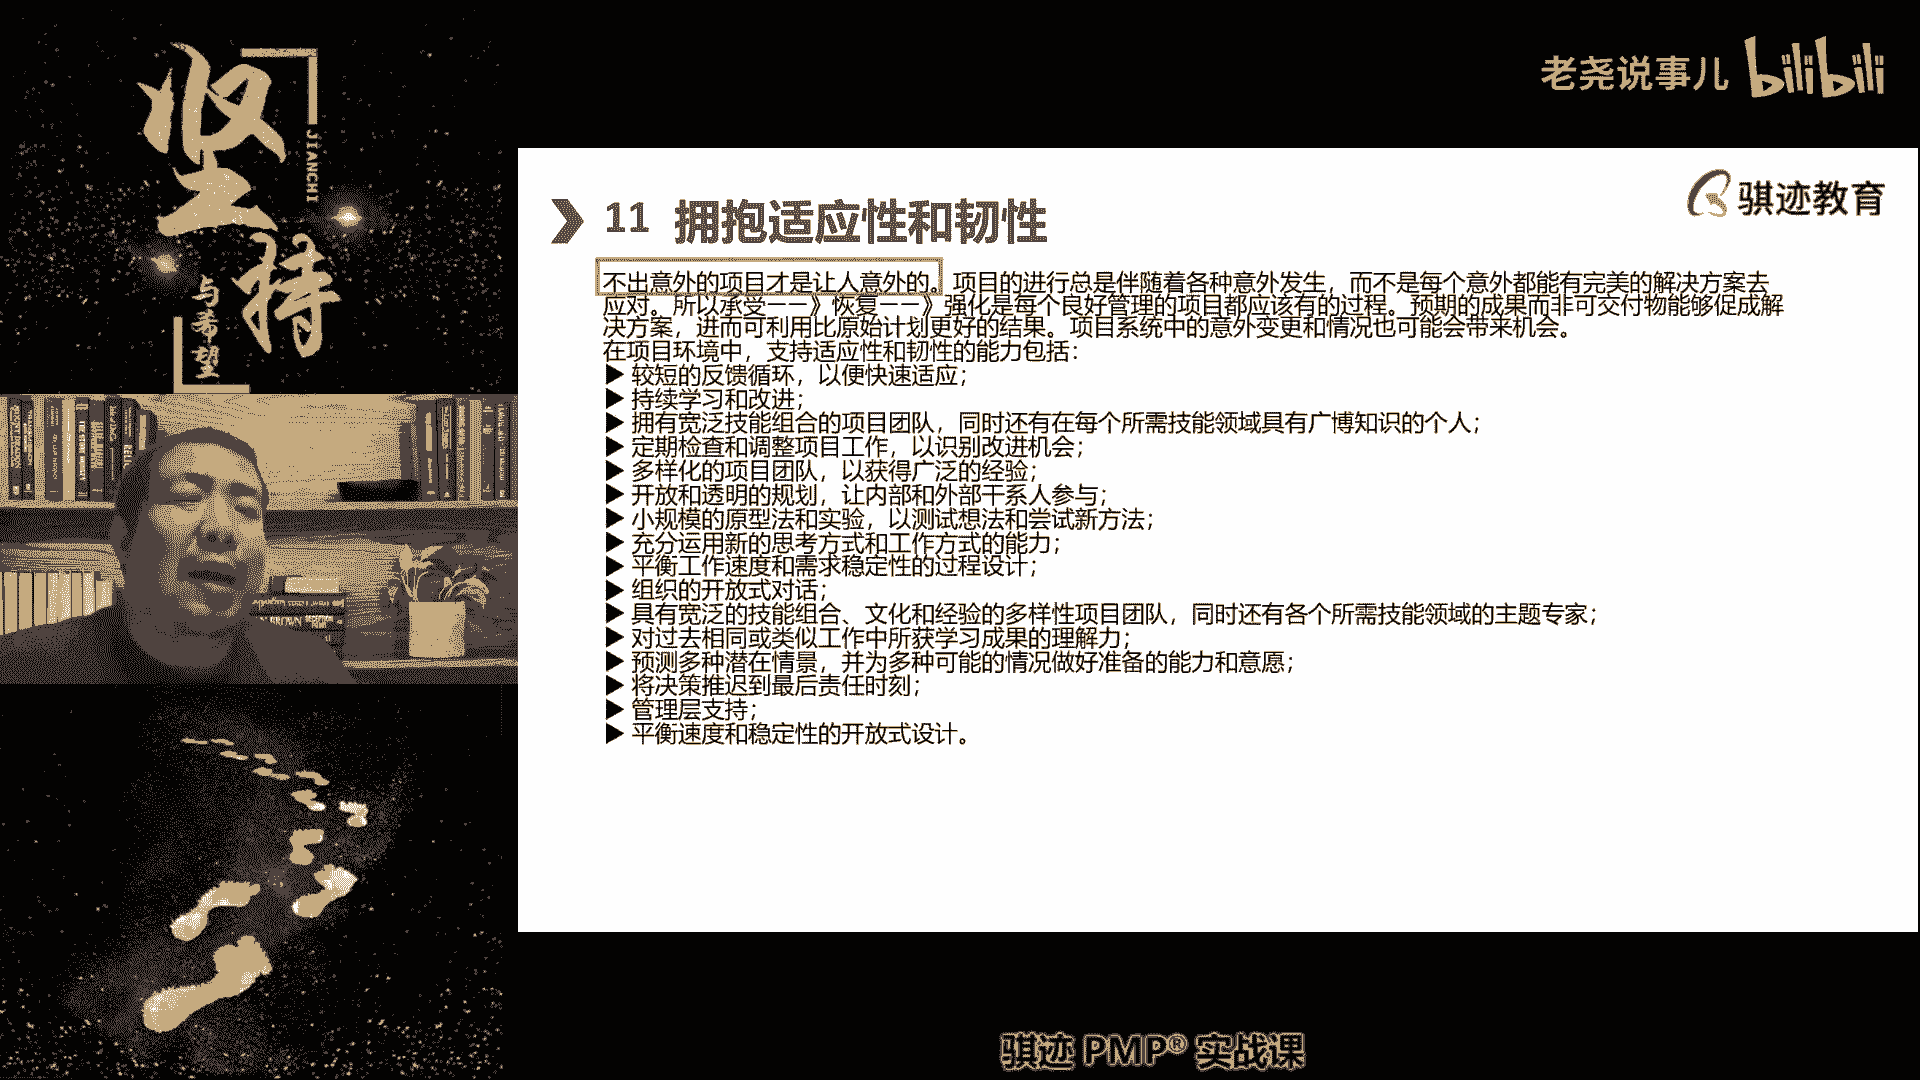 坚持
JIANCHI
与希望
老尧说事儿 bilibili
骐迹教育
11 拥抱适应性和韧性
不出意外的项目才是让人意外的。项目的进行总是伴随着各种意外发生，而不是每个意外都能有完美的解决方案去
应对。所以承受——》恢复——》强化是每个良好管理的项目都应该有的过程。预期的成果而非可交付物能够促成解
决方案，进而可利用比原始计划更好的结果。项目系统中的意外变更和情况也可能会带来机会。
在项目环境中，支持适应性和韧性的能力包括：
▶ 较短的反馈循环，以便快速适应；
▶ 持续学习和改进；
▶ 拥有宽泛技能组合的项目团队，同时还有在每个所需技能领域具有广博知识的个人；
▶ 定期检查和调整项目工作，以识别改进机会；
▶ 多样化的项目团队，以获得广泛的经验；
▶ 开放和透明的规划，让内部和外部干系人参与；
▶ 小规模的原型法和实验，以测试想法和尝试新方法；
▶ 充分运用新的思考方式和工作方式的能力；
▶ 平衡工作速度和需求稳定性的过程设计；
▶ 组织的开放式对话；
▶ 具有宽泛的技能组合、文化和经验的多样性项目团队，同时还有各个所需技能领域的主题专家；
▶ 对过去相同或类似工作中所获学习成果的理解力；
▶ 预测多种潜在情景，并为多种可能的情况做好准备的能力和意愿；
▶ 将决策推迟到最后责任时刻；
▶ 管理层支持；
▶ 平衡速度和稳定性的开放式设计。
骐迹 PMP® 实战课